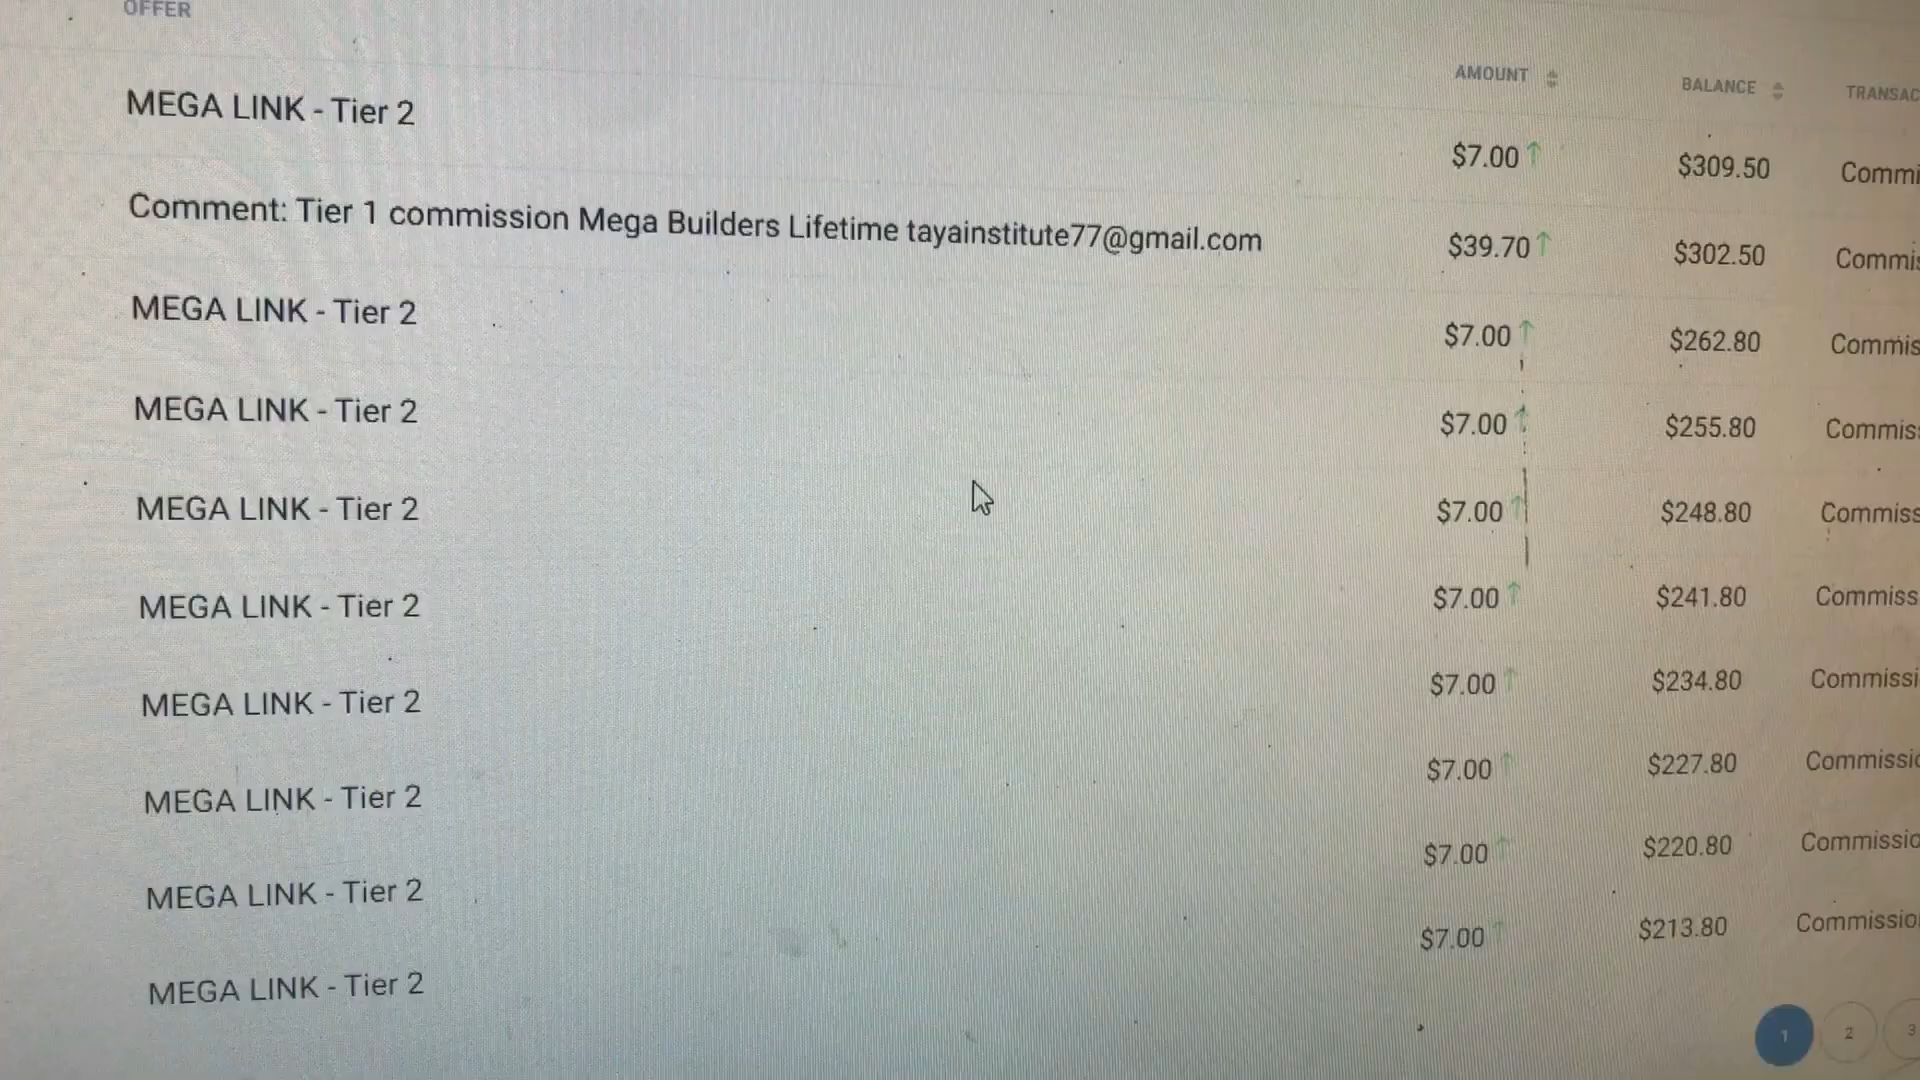 OFFER AMOUNT BALANCE
MEGA LINK - Tier 2 $7.00 $309.50
Comment: Tier 1 commission Mega Builders Lifetime tayainstitute77@gmail.com $39.70 $302.50
MEGA LINK - Tier 2 $7.00 $262.80
MEGA LINK - Tier 2 $7.00 $255.80
MEGA LINK - Tier 2 $7.00 $248.80
MEGA LINK - Tier 2 $7.00 $241.80
MEGA LINK - Tier 2 $7.00 $234.80
MEGA LINK - Tier 2 $7.00 $227.80
MEGA LINK - Tier 2 $7.00 $220.80
MEGA LINK - Tier 2 $7.00 $213.80
1 2 3